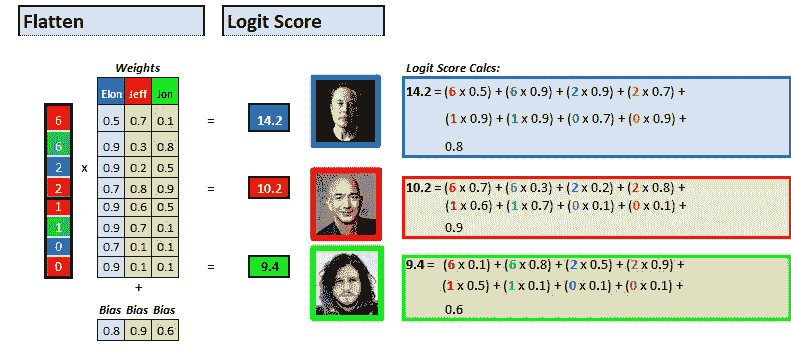 Flatten
Logit Score
Weights
Elon Jeff Jon
6 0.5 0.7 0.1
6 0.9 0.3 0.8
2 0.9 0.2 0.5
2 0.7 0.8 0.9
1 0.9 0.6 0.5
1 0.9 0.7 0.1
0 0.7 0.1 0.1
0 0.9 0.1 0.1
x
+
Bias Bias Bias
0.8 0.9 0.6
= 14.2
= 10.2
= 9.4
Logit Score Calcs:
14.2 = (6 x 0.5) + (6 x 0.9) + (2 x 0.9) + (2 x 0.7) +
(1 x 0.9) + (1 x 0.9) + (0 x 0.7) + (0 x 0.9) +
0.8
10.2 = (6 x 0.7) + (6 x 0.3) + (2 x 0.2) + (2 x 0.8) +
(1 x 0.6) + (1 x 0.7) + (0 x 0.1) + (0 x 0.1) +
0.9
9.4 = (6 x 0.1) + (6 x 0.8) + (2 x 0.5) + (2 x 0.9) +
(1 x 0.5) + (1 x 0.1) + (0 x 0.1) + (0 x 0.1) +
0.6